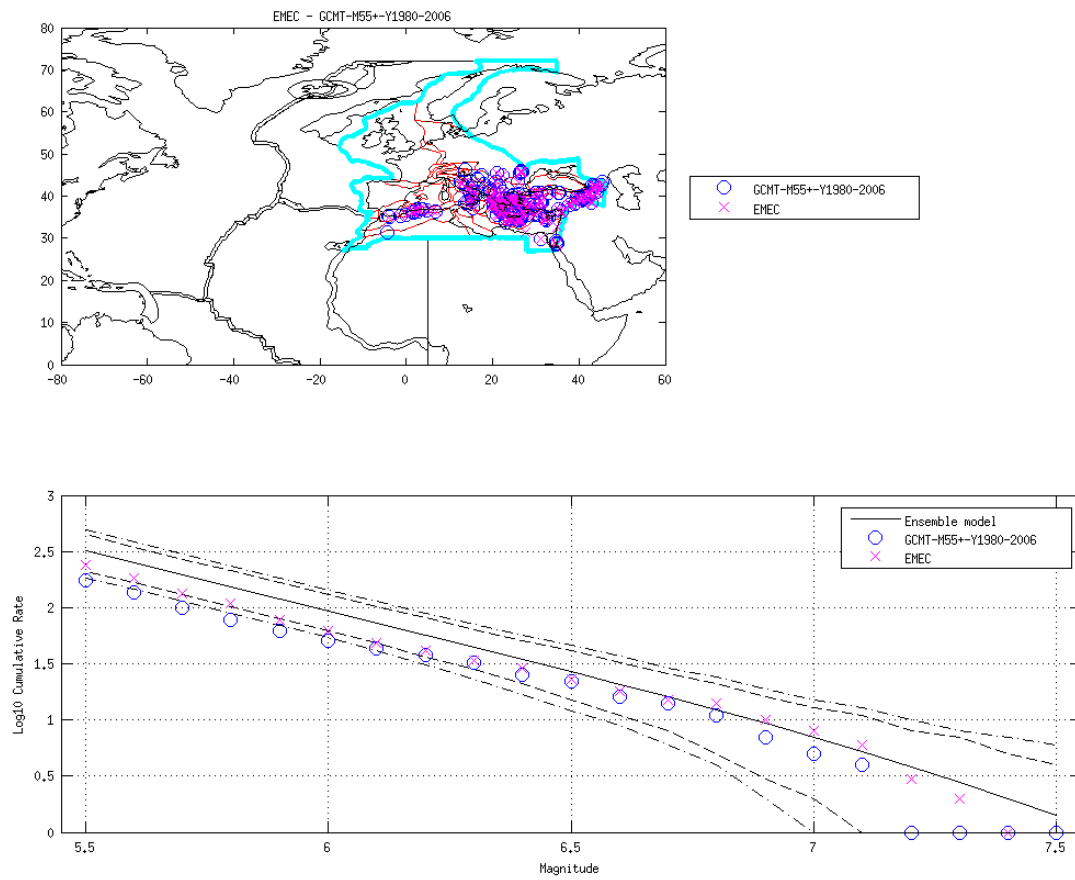 EMEC - GCMT-M55+-Y1980-2006
80
70
60
50
40
30
20
10
0
-80 -60 -40 -20 0 20 40 60
GCMT-M55+-Y1980-2006
EMEC
3
2.5
2
1.5
1
0.5
0
Log10 Cumulative Rate
Ensemble model
GCMT-M55+-Y1980-2006
EMEC
5.5 6 6.5 7 7.5
Magnitude